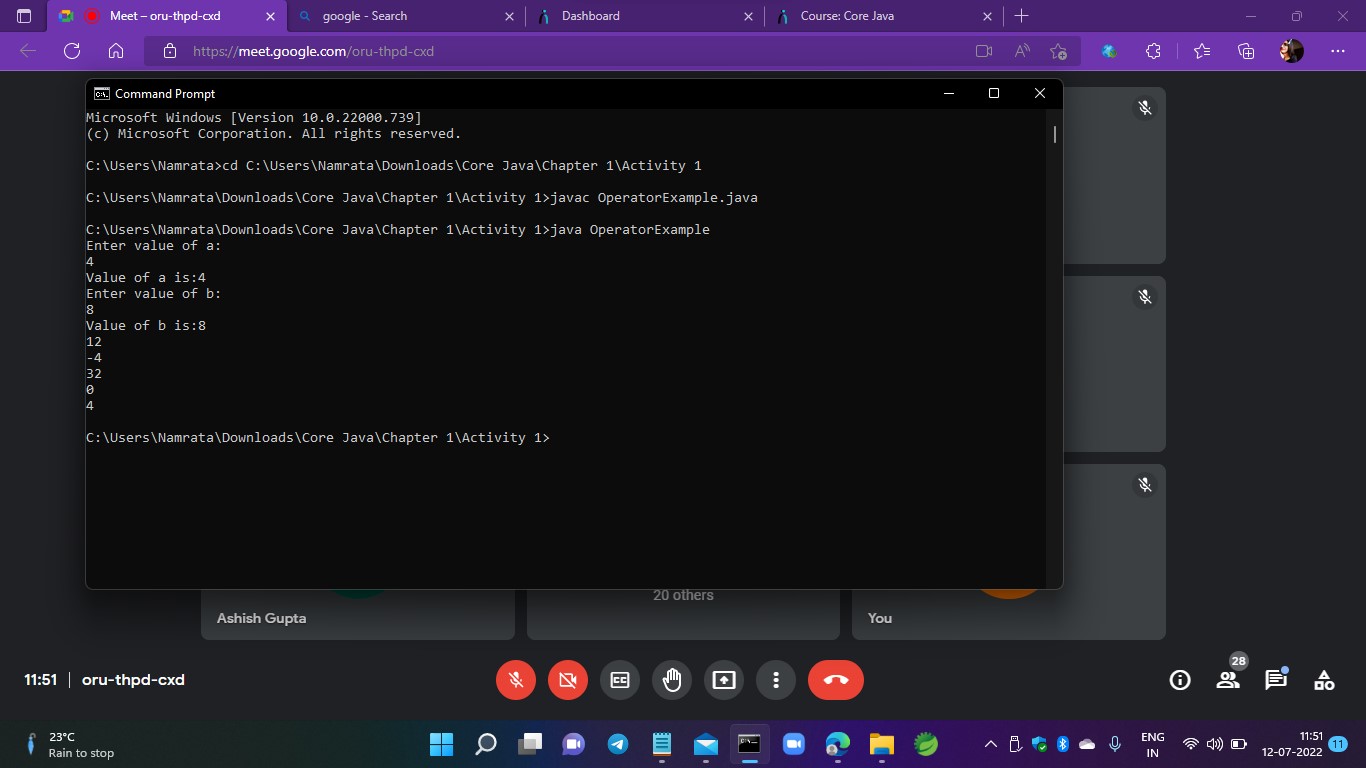 Meet – oru-thpd-cxd
google - Search
Dashboard
Course: Core Java
https://meet.google.com/oru-thpd-cxd
Command Prompt
Microsoft Windows [Version 10.0.22000.739]
(c) Microsoft Corporation. All rights reserved.
C:\Users\Namrata>cd C:\Users\Namrata\Downloads\Core Java\Chapter 1\Activity 1
C:\Users\Namrata\Downloads\Core Java\Chapter 1\Activity 1>javac OperatorExample.java
C:\Users\Namrata\Downloads\Core Java\Chapter 1\Activity 1>java OperatorExample
Enter value of a:
4
Value of a is:4
Enter value of b:
8
Value of b is:8
12
-4
32
0
4
C:\Users\Namrata\Downloads\Core Java\Chapter 1\Activity 1>
20 others
Ashish Gupta
You
11:51 | oru-thpd-cxd
28
23°C
Rain to stop
ENG
IN
11:51
12-07-2022
11